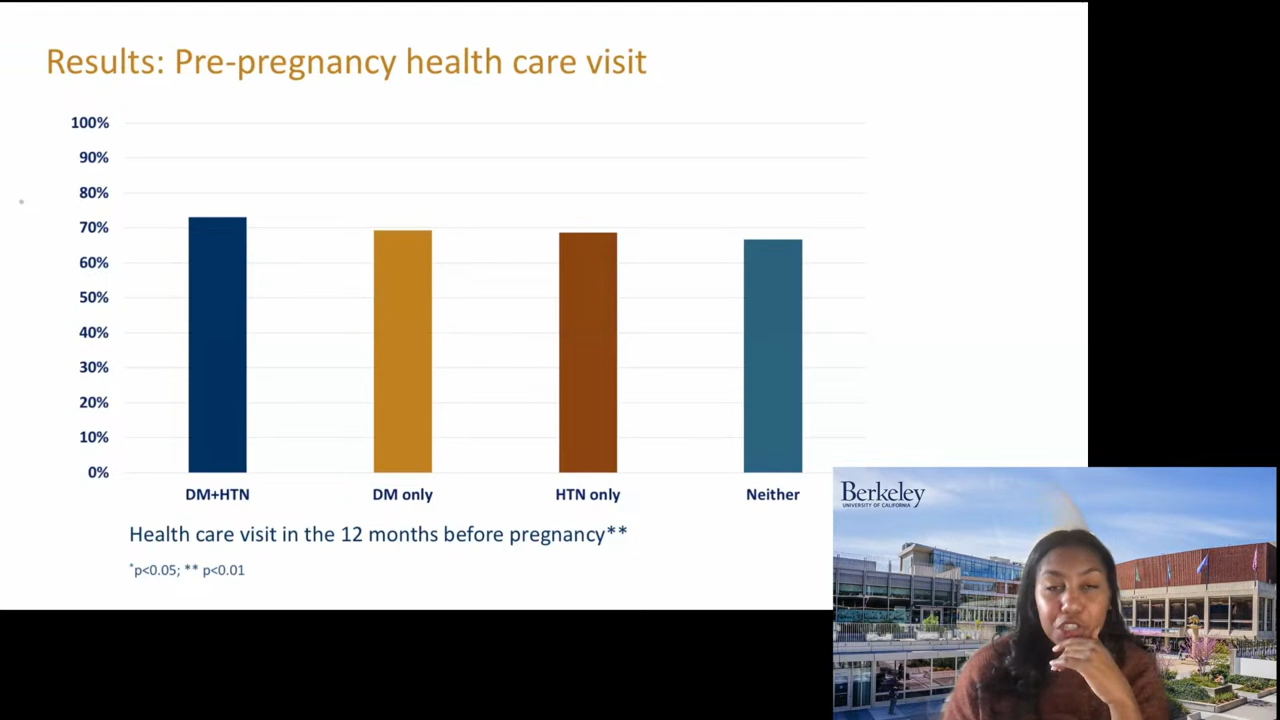 Results: Pre-pregnancy health care visit
100%
90%
80%
70%
60%
50%
40%
30%
20%
10%
0%
DM+HTN
DM only
HTN only
Neither
Health care visit in the 12 months before pregnancy**
*p<0.05; ** p<0.01
Berkeley
UNIVERSITY OF CALIFORNIA